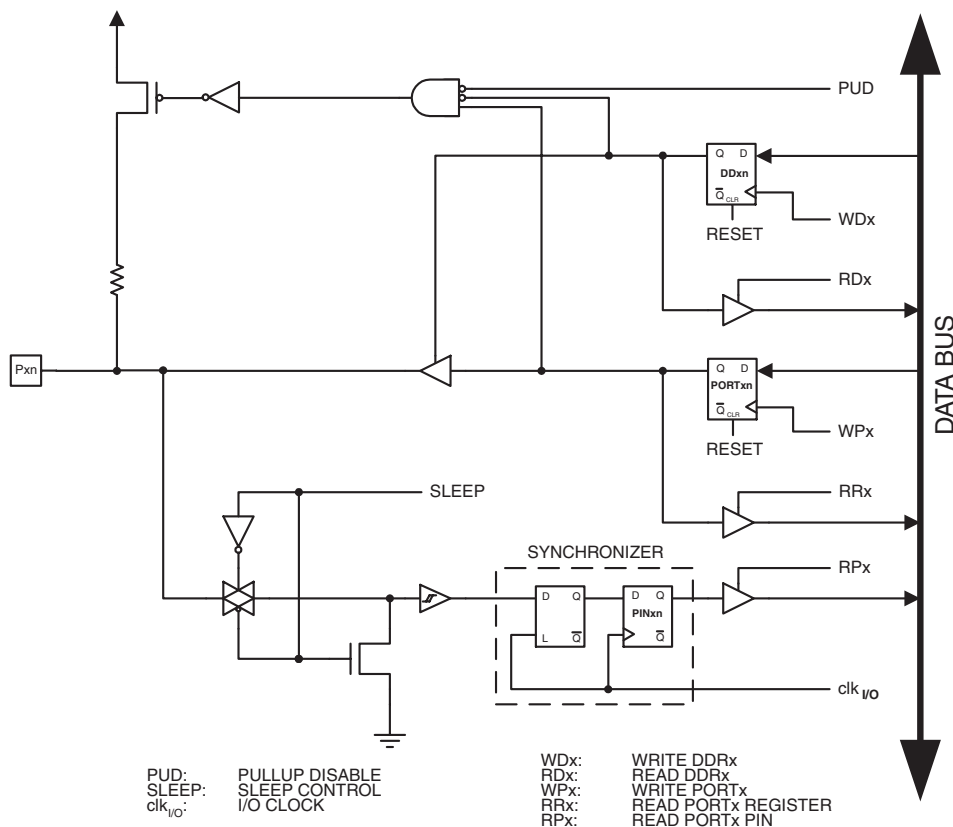 PUD
Q D
DDxn
Q CLR
WDx
RESET
RDx
Pxn
Q D
PORTxn
Q CLR
WPx
RESET
DATA BUS
SLEEP
RRx
SYNCHRONIZER
RPx
D Q
L Q
D Q
PINxn
Q
clk I/O
PUD: PULLUP DISABLE
SLEEP: SLEEP CONTROL
clkI/O: I/O CLOCK
WDx: WRITE DDRx
RDx: READ DDRx
WPx: WRITE PORTx
RRx: READ PORTx REGISTER
RPx: READ PORTx PIN